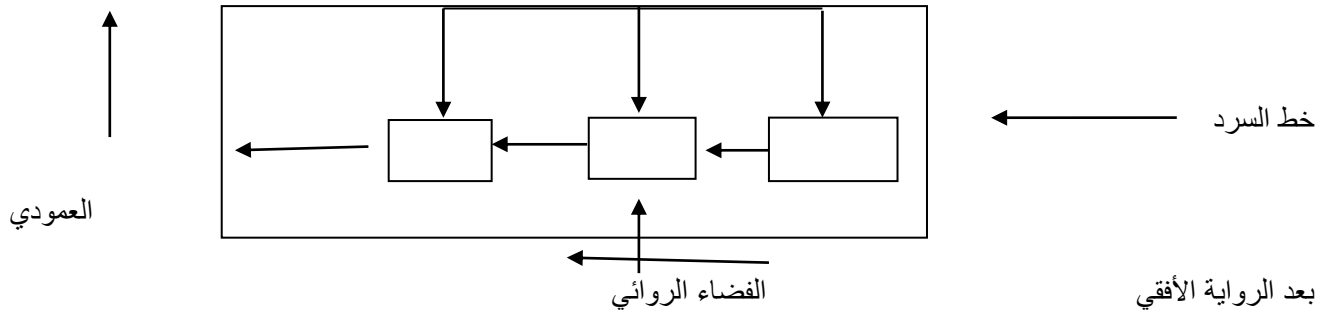 خط السرد
العمودي
بعد الرواية الأفقي
الفضاء الروائي